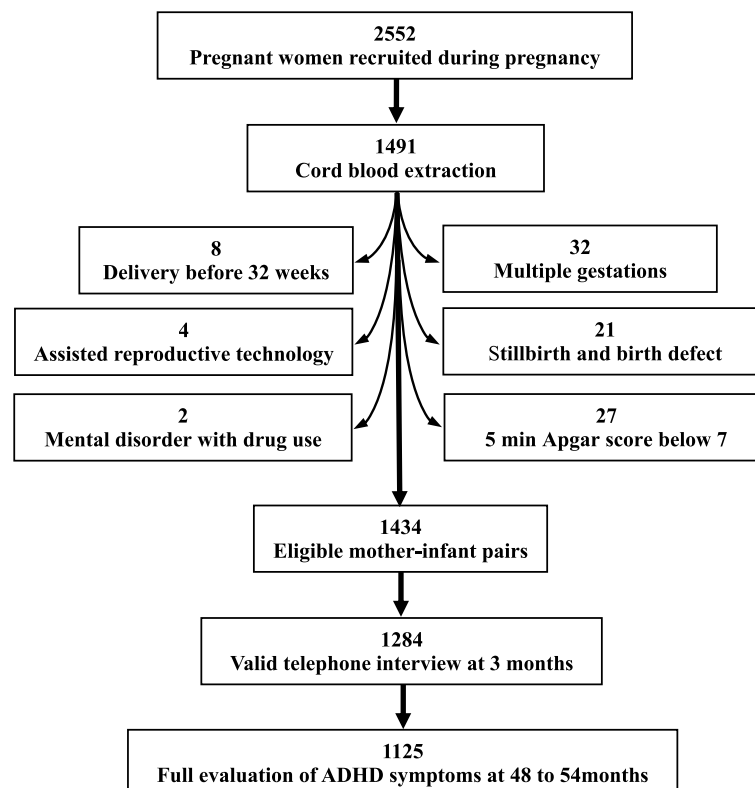 2552
Pregnant women recruited during pregnancy
1491
Cord blood extraction
8
Delivery before 32 weeks
32
Multiple gestations
4
Assisted reproductive technology
21
Stillbirth and birth defect
2
Mental disorder with drug use
27
5 min Apgar score below 7
1434
Eligible mother-infant pairs
1284
Valid telephone interview at 3 months
1125
Full evaluation of ADHD symptoms at 48 to 54months